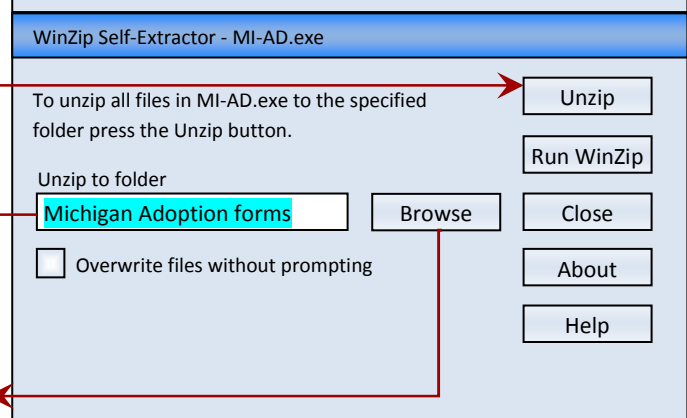 WinZip Self-Extractor - MI-AD.exe
To unzip all files in MI-AD.exe to the specified
folder press the Unzip button.
Unzip
Run WinZip
Unzip to folder
Michigan Adoption forms
Browse
Close
Overwrite files without prompting
About
Help